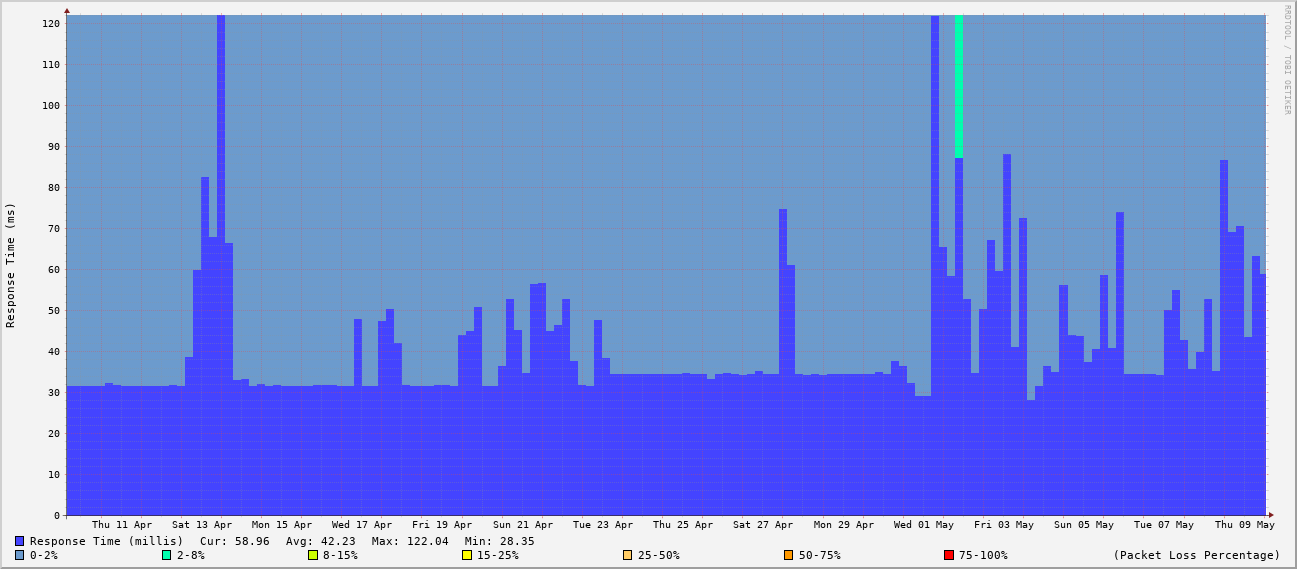 RRDTOOL / TOBI OETIKER
Response Time (ms)
120
110
100
90
80
70
60
50
40
30
20
10
0
Thu 11 Apr Sat 13 Apr Mon 15 Apr Wed 17 Apr Fri 19 Apr Sun 21 Apr Tue 23 Apr Thu 25 Apr Sat 27 Apr Mon 29 Apr Wed 01 May Fri 03 May Sun 05 May Tue 07 May Thu 09 May
Response Time (millis) Cur: 58.96 Avg: 42.23 Max: 122.04 Min: 28.35
0-2% 2-8% 8-15% 15-25% 25-50% 50-75% 75-100% (Packet Loss Percentage)